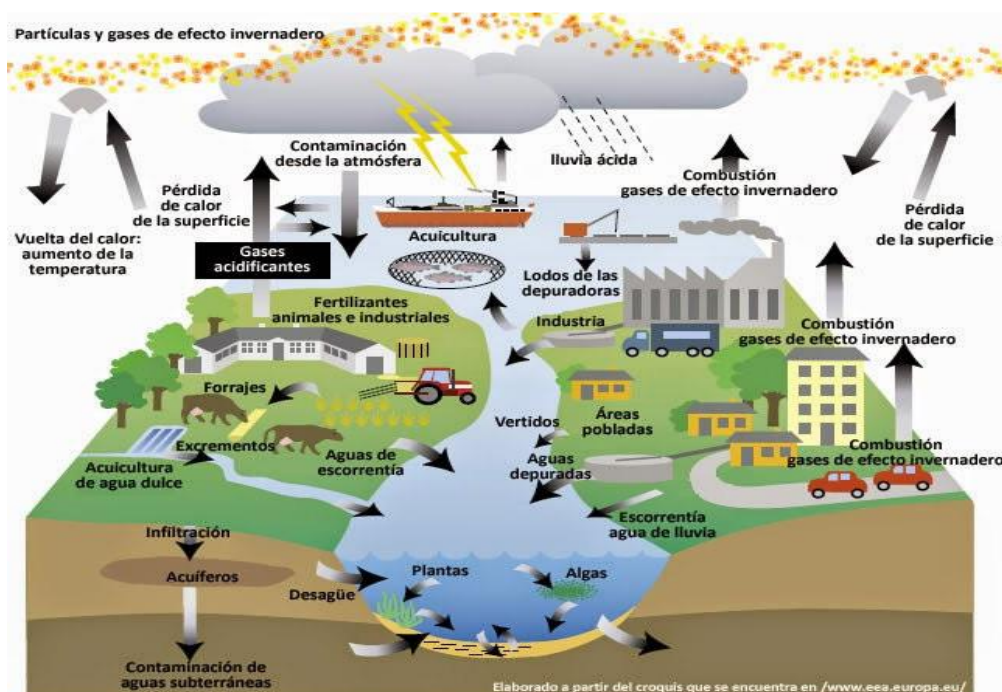 Partículas y gases de efecto invernadero
Contaminación
desde la atmósfera
lluvia ácida
Combustión
gases de efecto invernadero
Pérdida
de calor
de la superficie
Pérdida
de calor
de la superficie
Vuelta del calor:
aumento de la
temperatura
Gases
acidificantes
Acuicultura
Lodos de las
depuradoras
Fertilizantes
animales e industriales
Industria
Combustión
gases de efecto invernadero
Forrajes
Vertidos
Áreas
pobladas
Excrementos
Aguas de
escorrentía
Aguas
depuradas
Combustión
gases de efecto invernadero
Acuicultura
de agua dulce
Escorrentía
agua de lluvia
Infiltración
Acuíferos
Desagüe
Plantas
Algas
Contaminación de
aguas subterráneas
Elaborado a partir del croquis que se encuentra en /www.eea.europa.eu/